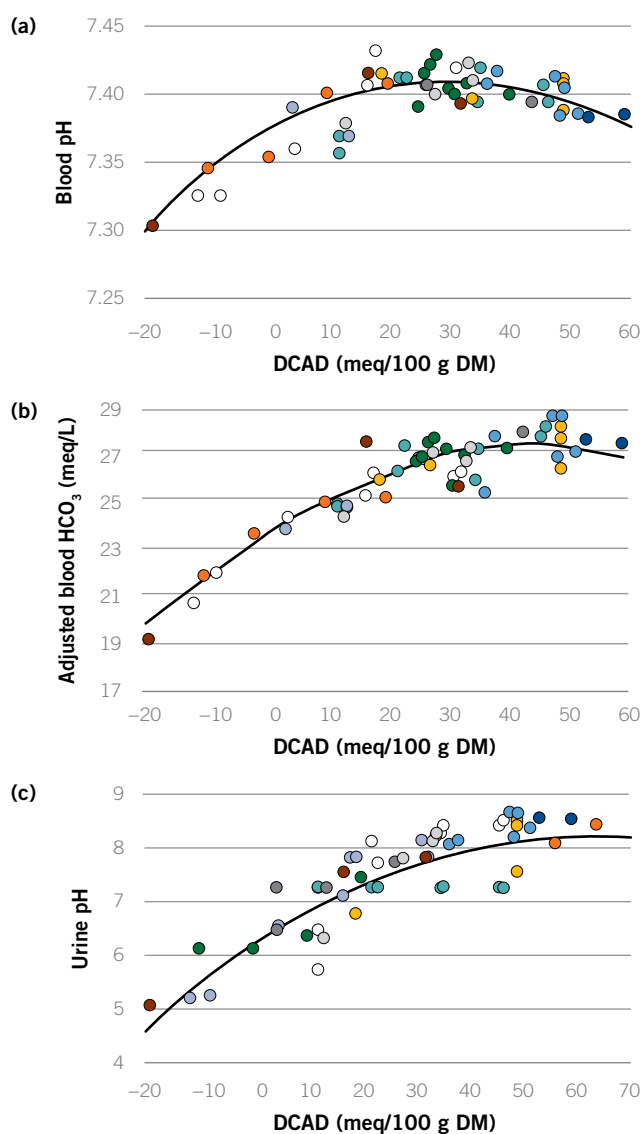 (a)
7.45
7.40
7.35
7.30
7.25
Blood pH
–20 –10 0 10 20 30 40 50 60
DCAD (meq/100 g DM)
(b)
29
27
25
23
21
19
17
Adjusted blood HCO3 (meq/L)
–20 –10 0 10 20 30 40 50 60
DCAD (meq/100 g DM)
(c)
9
8
7
6
5
4
Urine pH
–20 –10 0 10 20 30 40 50 60 70
DCAD (meq/100 g DM)